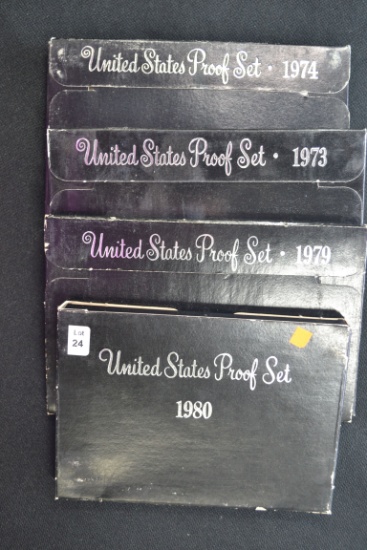 United States Proof Set · 1974
United States Proof Set · 1973
United States Proof Set · 1979
Lot
24
United States Proof Set
1980